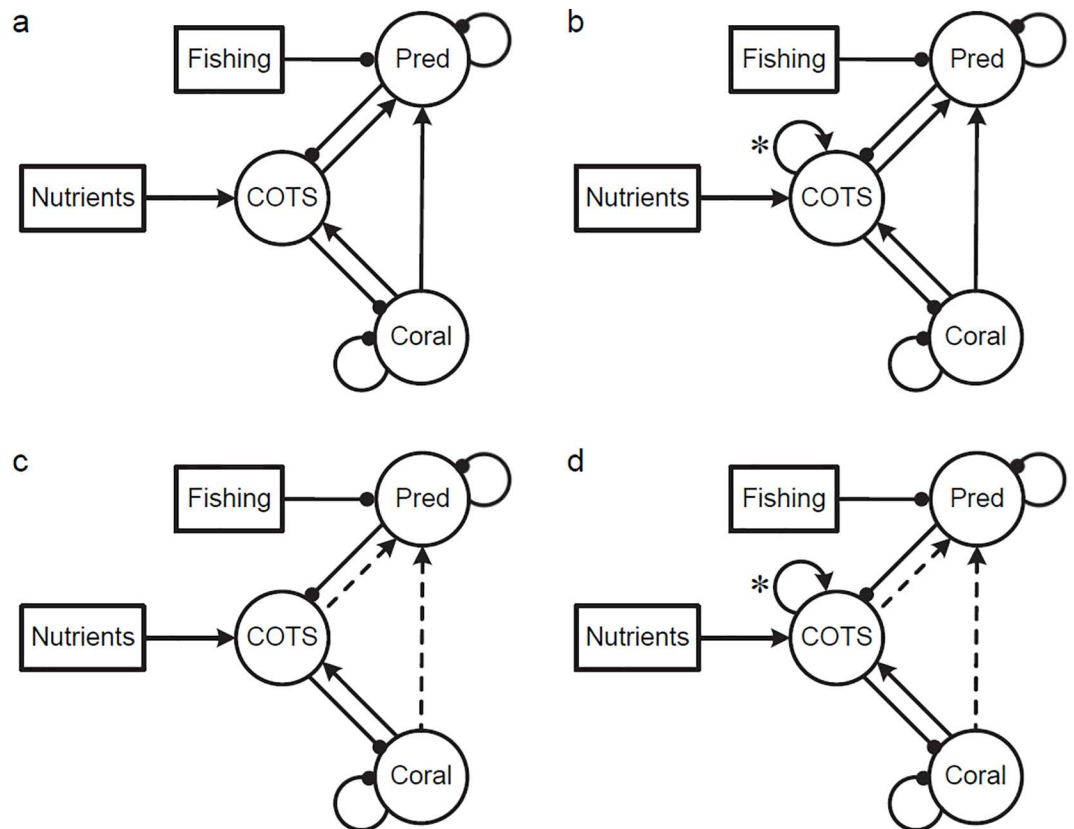 a
Fishing
Pred
Nutrients
COTS
Coral
b
Fishing
Pred
*
Nutrients
COTS
Coral
c
Fishing
Pred
Nutrients
COTS
Coral
d
Fishing
Pred
*
Nutrients
COTS
Coral